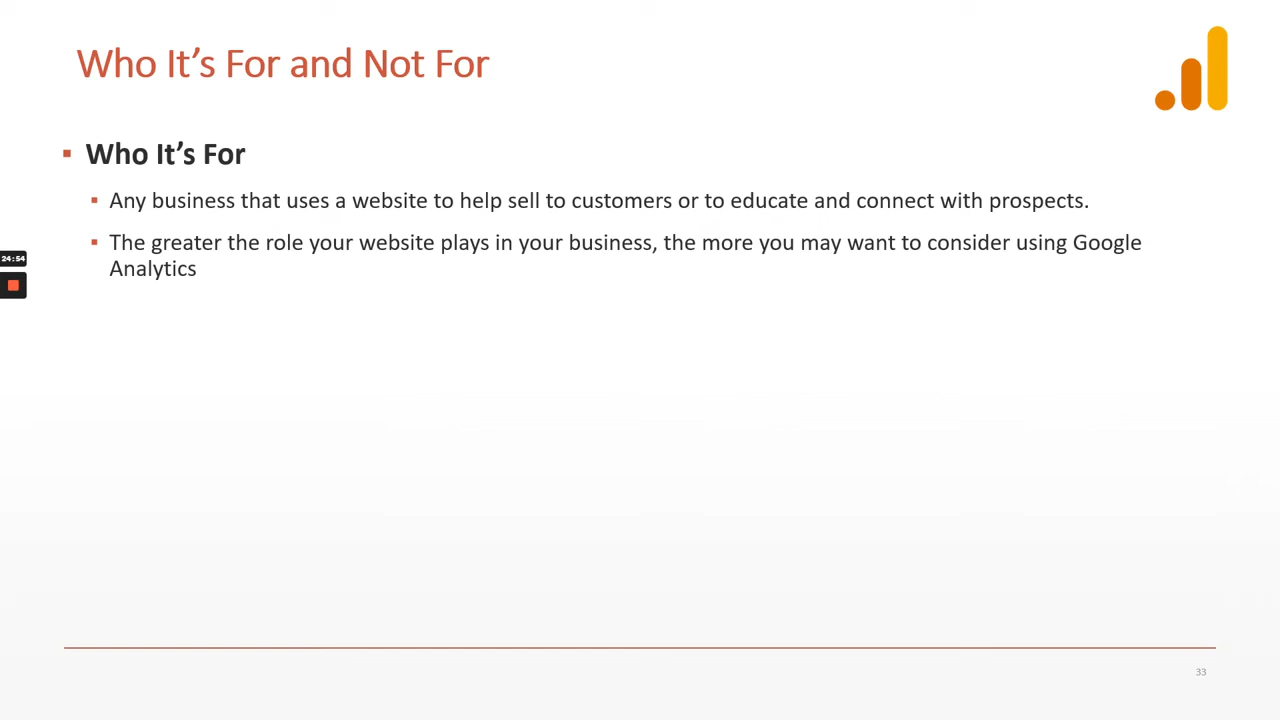 Who It’s For and Not For
Who It’s For
Any business that uses a website to help sell to customers or to educate and connect with prospects.
The greater the role your website plays in your business, the more you may want to consider using Google
Analytics
24:54
33